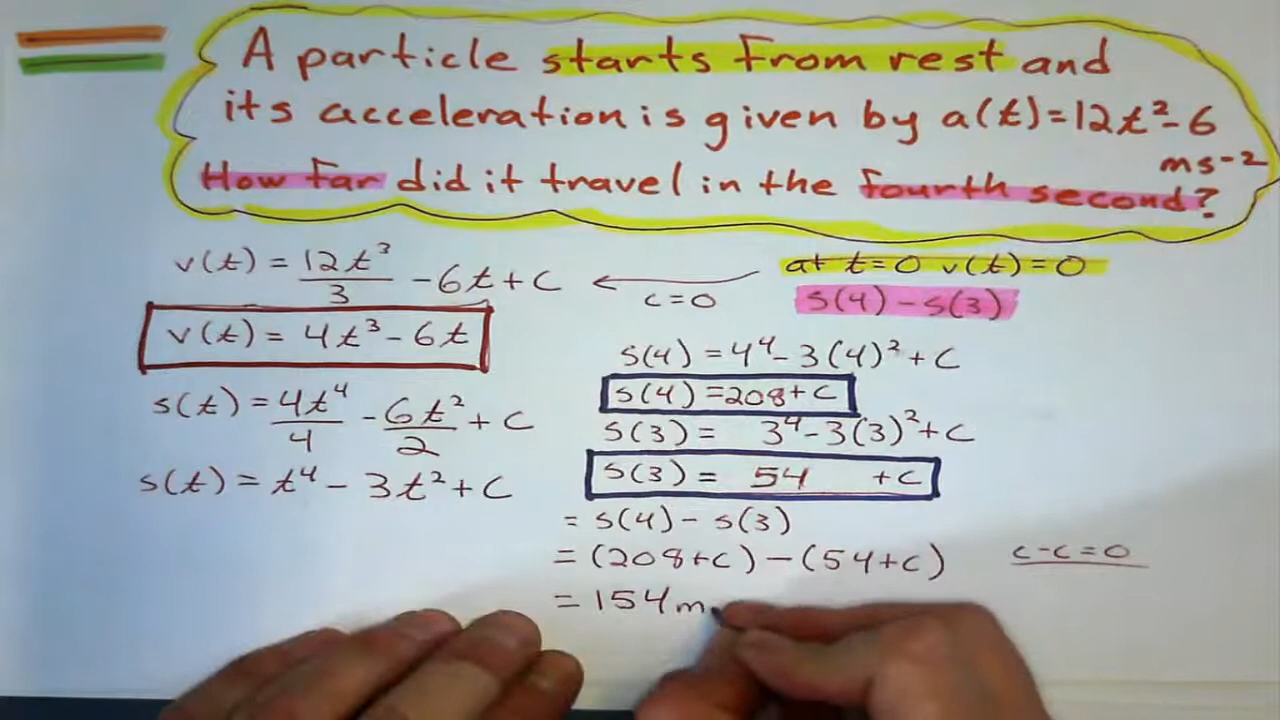 A particle starts from rest and
its acceleration is given by a(t)=12t²-6
ms⁻²
How far did it travel in the fourth second?
v(t) = 12t³/3 - 6t + c
v(t) = 4t³ - 6t
s(t) = 4t⁴/4 - 6t²/2 + c
s(t) = t⁴ - 3t² + c
at t=0 v(t)=0
c=0
s(4) - s(3)
s(4) = 4⁴ - 3(4)² + c
s(4) = 208 + c
s(3) = 3⁴ - 3(3)² + c
s(3) = 54 + c
= s(4) - s(3)
= (208+c) - (54+c)
c-c=0
= 154m